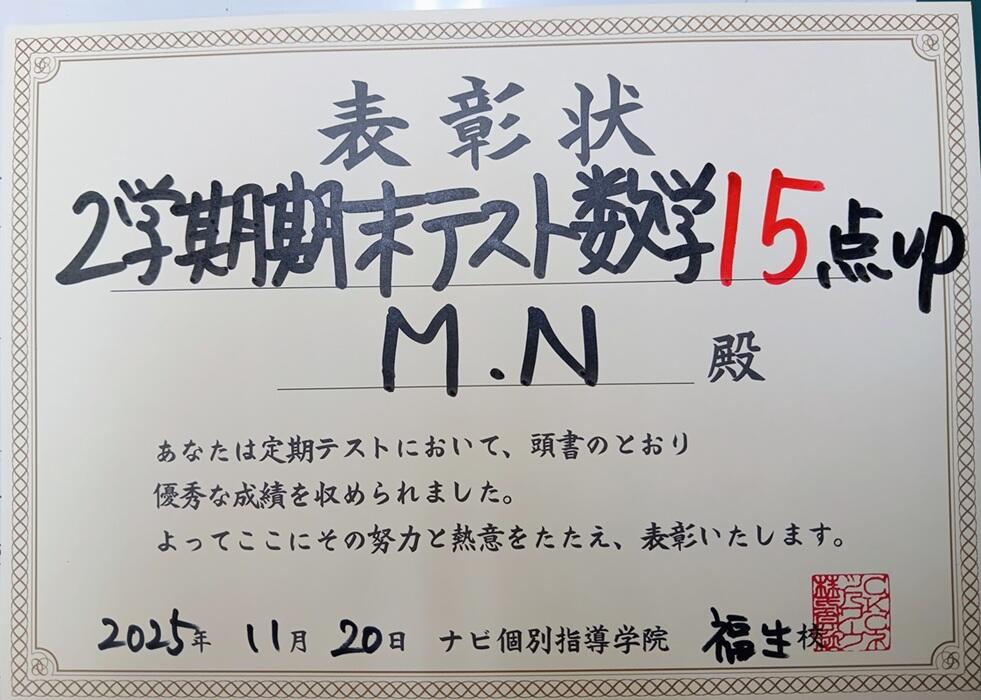 表彰状
2学期期末テスト数学15点up
M.N 殿
あなたは定期テストにおいて、頭書のとおり
優秀な成績を収められました。
よってここにその努力と熱意をたたえ、表彰いたします。
2025年 11月 20日 ナビ個別指導学院 福生校